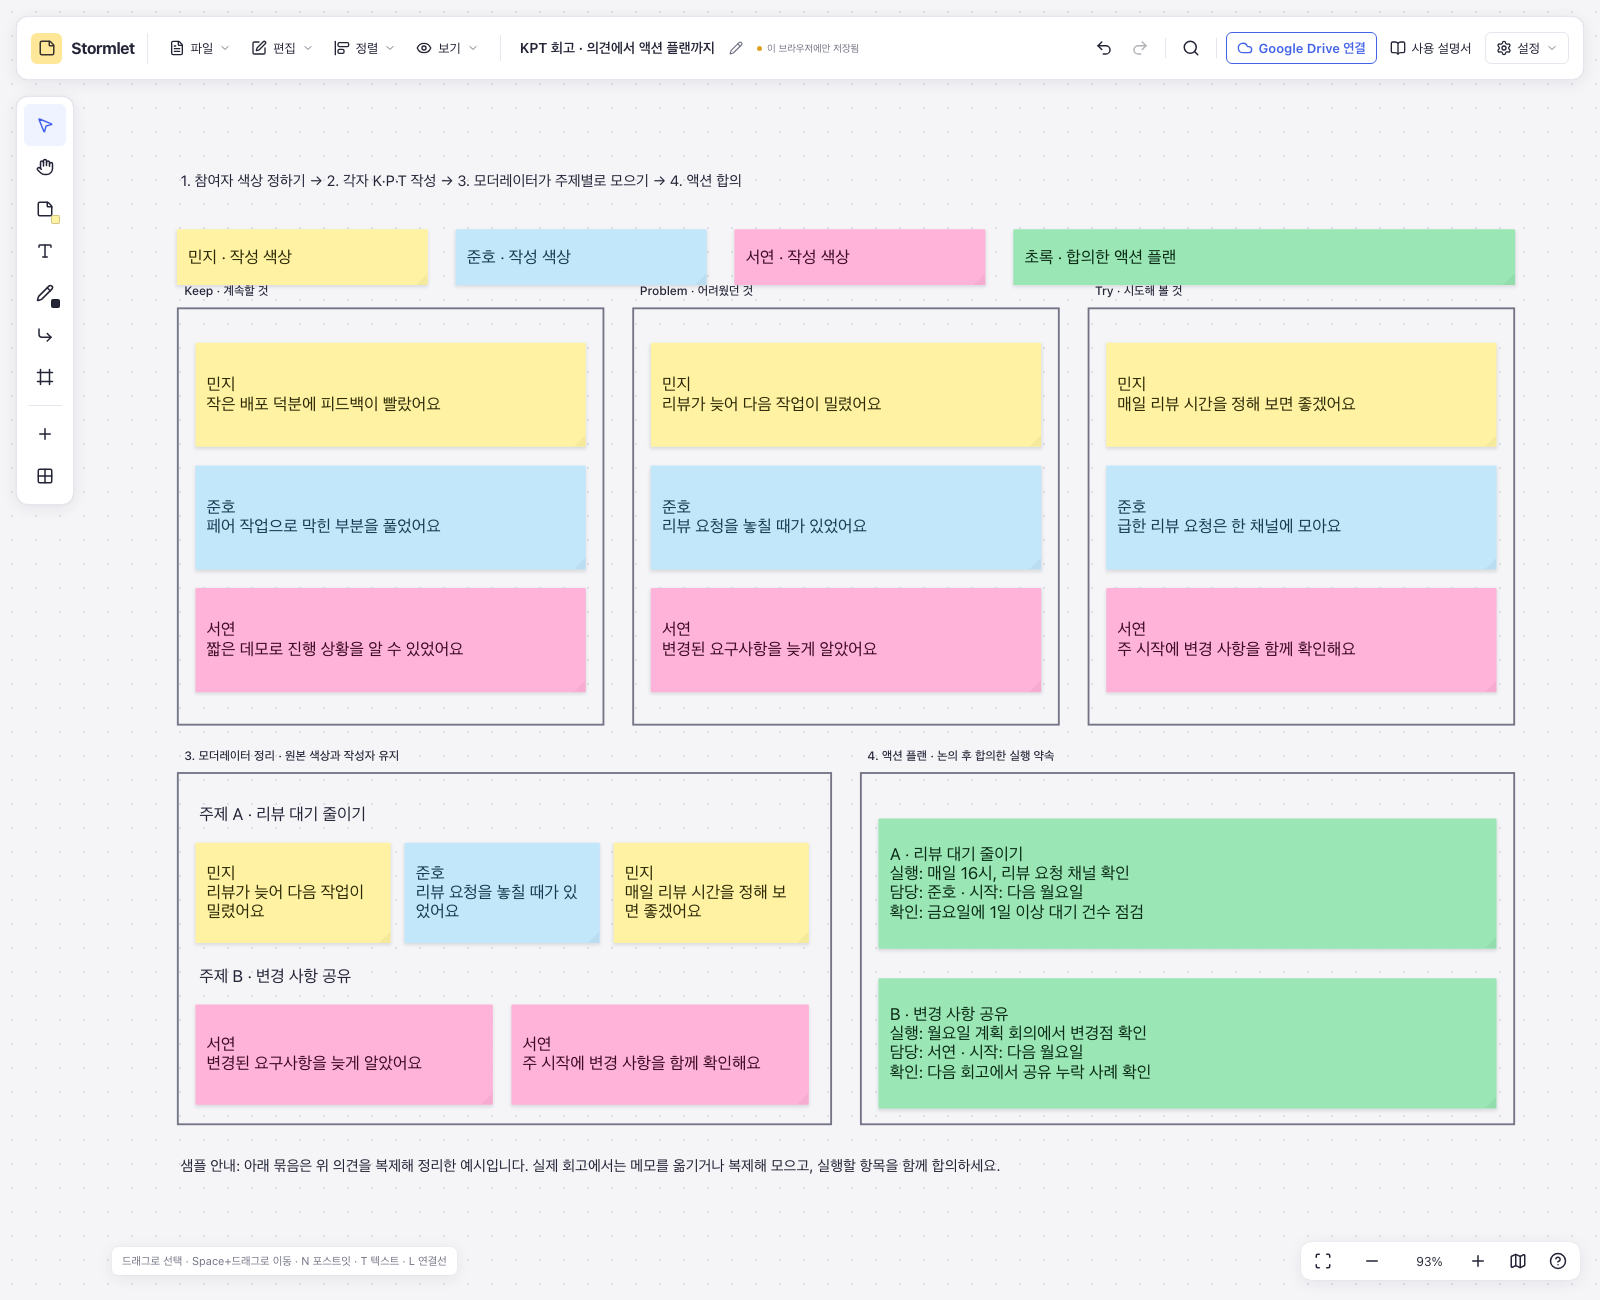 Stormlet
파일
편집
정렬
보기
KPT 회고 · 의견에서 액션 플랜까지
이 브라우저에만 저장됨
Google Drive 연결
사용 설명서
설정
1. 참여자 색상 정하기 → 2. 각자 K·P·T 작성 → 3. 모더레이터가 주제별로 모으기 → 4. 액션 합의
민지 · 작성 색상
준호 · 작성 색상
서연 · 작성 색상
초록 · 합의한 액션 플랜
Keep · 계속할 것
민지
작은 배포 덕분에 피드백이 빨랐어요
준호
페어 작업으로 막힌 부분을 풀었어요
서연
짧은 데모로 진행 상황을 알 수 있었어요
Problem · 어려웠던 것
민지
리뷰가 늦어 다음 작업이 밀렸어요
준호
리뷰 요청을 놓칠 때가 있었어요
서연
변경된 요구사항을 늦게 알았어요
Try · 시도해 볼 것
민지
매일 리뷰 시간을 정해 보면 좋겠어요
준호
급한 리뷰 요청은 한 채널에 모아요
서연
주 시작에 변경 사항을 함께 확인해요
3. 모더레이터 정리 · 원본 색상과 작성자 유지
주제 A · 리뷰 대기 줄이기
민지
리뷰가 늦어 다음 작업이
밀렸어요
준호
리뷰 요청을 놓칠 때가 있
었어요
민지
매일 리뷰 시간을 정해 보
면 좋겠어요
주제 B · 변경 사항 공유
서연
변경된 요구사항을 늦게 알았어요
서연
주 시작에 변경 사항을 함께 확인해요
4. 액션 플랜 · 논의 후 합의한 실행 약속
A · 리뷰 대기 줄이기
실행: 매일 16시, 리뷰 요청 채널 확인
담당: 준호 · 시작: 다음 월요일
확인: 금요일에 1일 이상 대기 건수 점검
B · 변경 사항 공유
실행: 월요일 계획 회의에서 변경점 확인
담당: 서연 · 시작: 다음 월요일
확인: 다음 회고에서 공유 누락 사례 확인
샘플 안내: 아래 묶음은 위 의견을 복제해 정리한 예시입니다. 실제 회고에서는 메모를 옮기거나 복제해 모으고, 실행할 항목을 함께 합의하세요.
드래그로 선택 · Space+드래그로 이동 · N 포스트잇 · T 텍스트 · L 연결선
93%